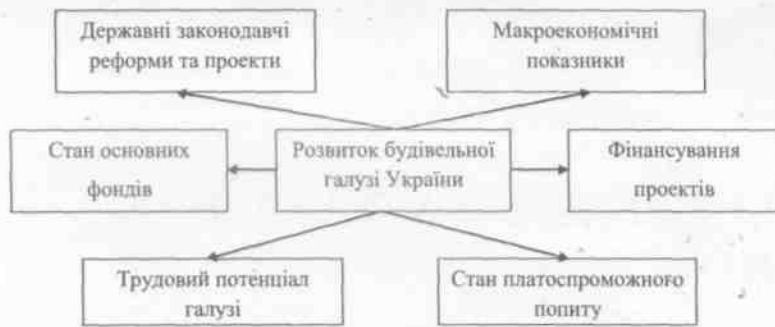 Державні законодавчі
реформи та проекти
Макроекономічні
показники
Стан основних
фондів
Розвиток будівельної
галузі України
Фінансування
проектів
Трудовий потенціал
галузі
Стан платоспроможного
попиту